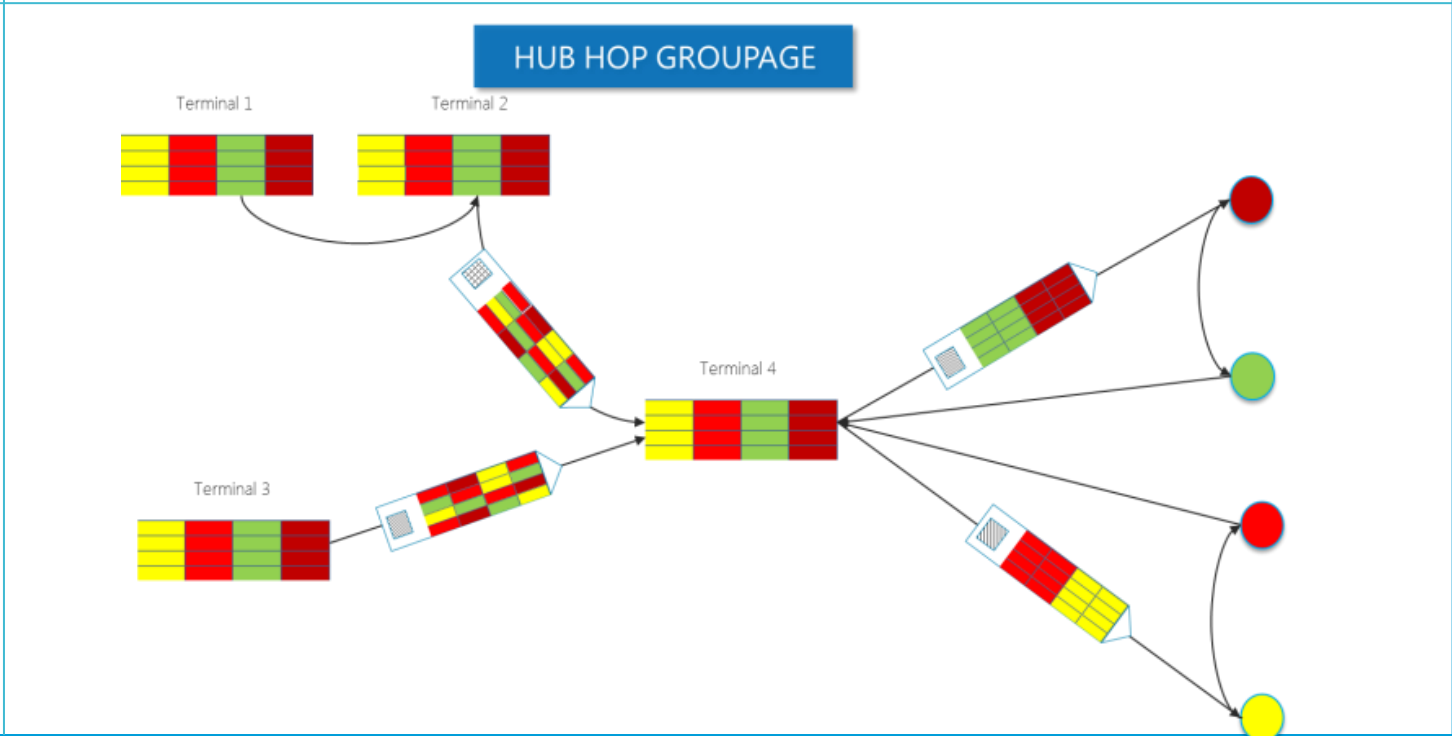 HUB HOP GROUPAGE
Terminal 1
Terminal 2
Terminal 4
Terminal 3